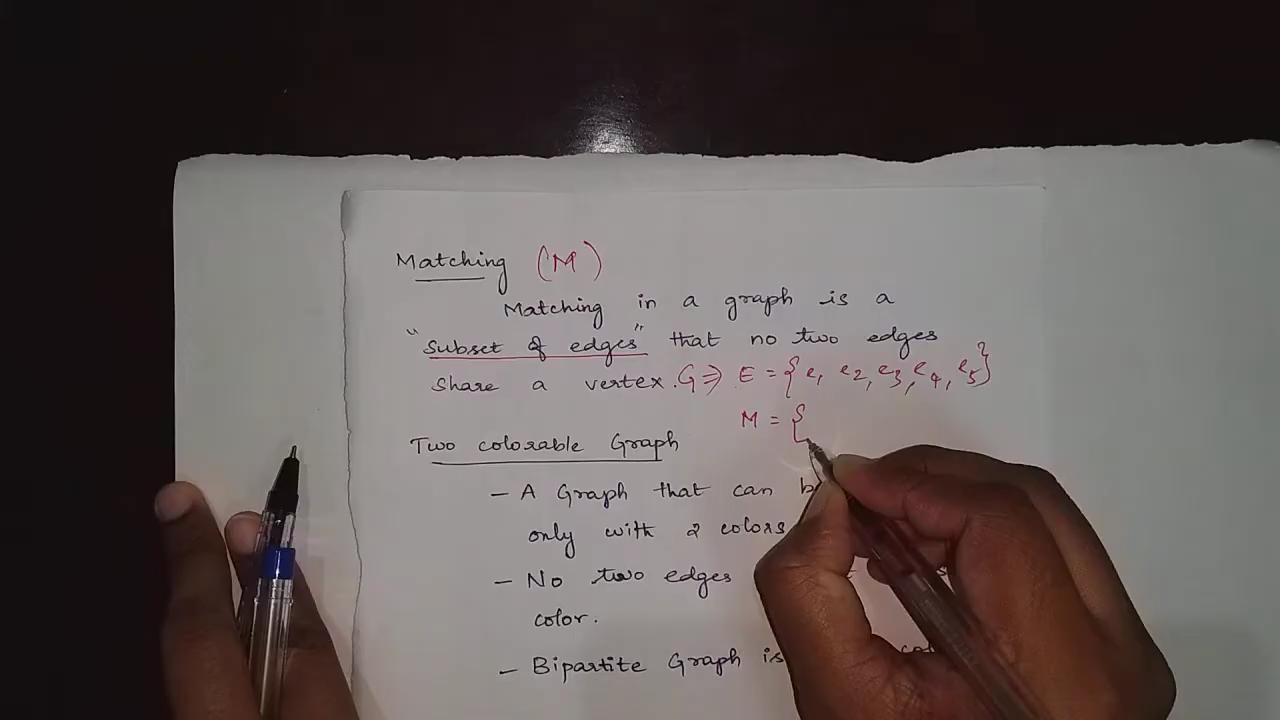 Matching (M)
Matching in a graph is a
"Subset of edges" that no two edges
share a vertex. G ⇒ E = { e1 e2, e3, e4, e5 }
M = {
Two colorable Graph
- A Graph that can
only with 2 colors
- No two edges
color.
- Bipartite Graph is